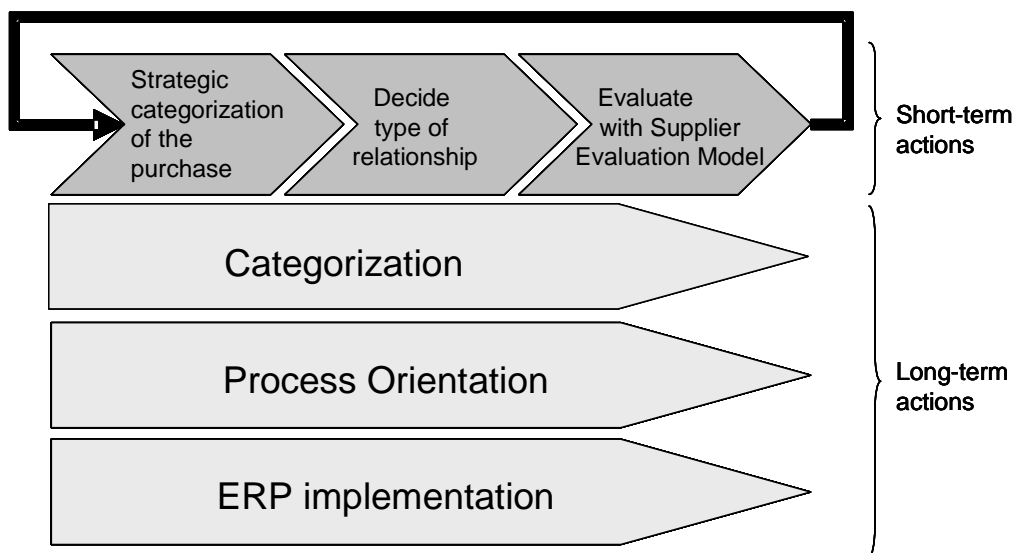 Strategic
categorization
of the
purchase
Decide
type of
relationship
Evaluate
with Supplier
Evaluation Model
Short-term
actions
Categorization
Process Orientation
ERP implementation
Long-term
actions